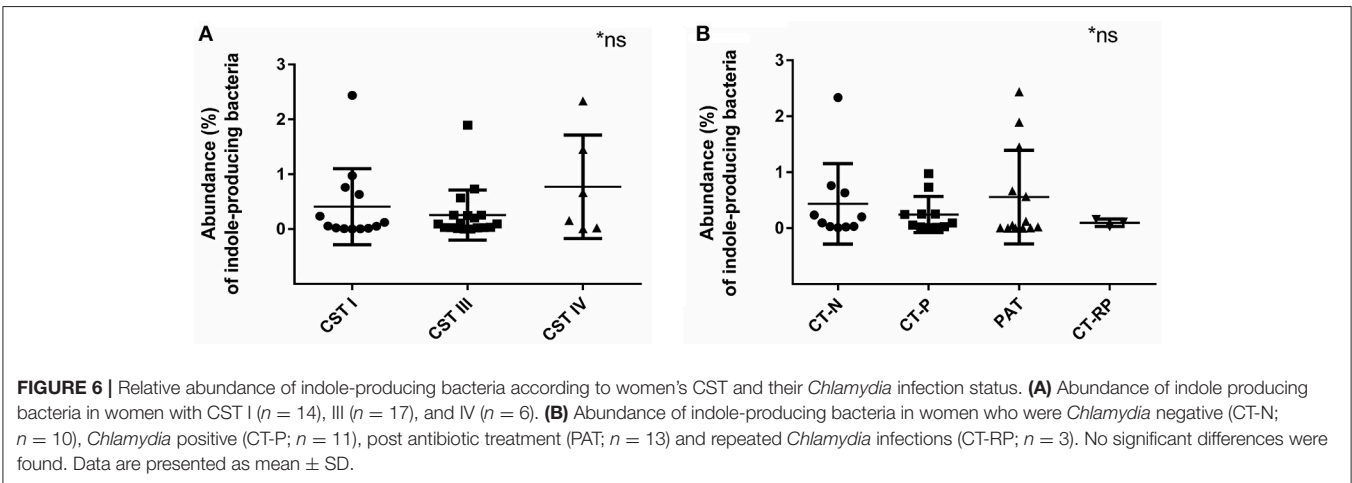 A
*ns
Abundance (%)
of indole-producing bacteria
3
2
1
0
CST I
CST III
CST IV
B
*ns
Abundance (%)
of indole-producing bacteria
3
2
1
0
CT-N
CT-P
PAT
CT-RP
FIGURE 6 | Relative abundance of indole-producing bacteria according to women's CST and their Chlamydia infection status. (A) Abundance of indole producing
bacteria in women with CST I (n = 14), III (n = 17), and IV (n = 6). (B) Abundance of indole-producing bacteria in women who were Chlamydia negative (CT-N;
n = 10), Chlamydia positive (CT-P; n = 11), post antibiotic treatment (PAT; n = 13) and repeated Chlamydia infections (CT-RP; n = 3). No significant differences were
found. Data are presented as mean ± SD.